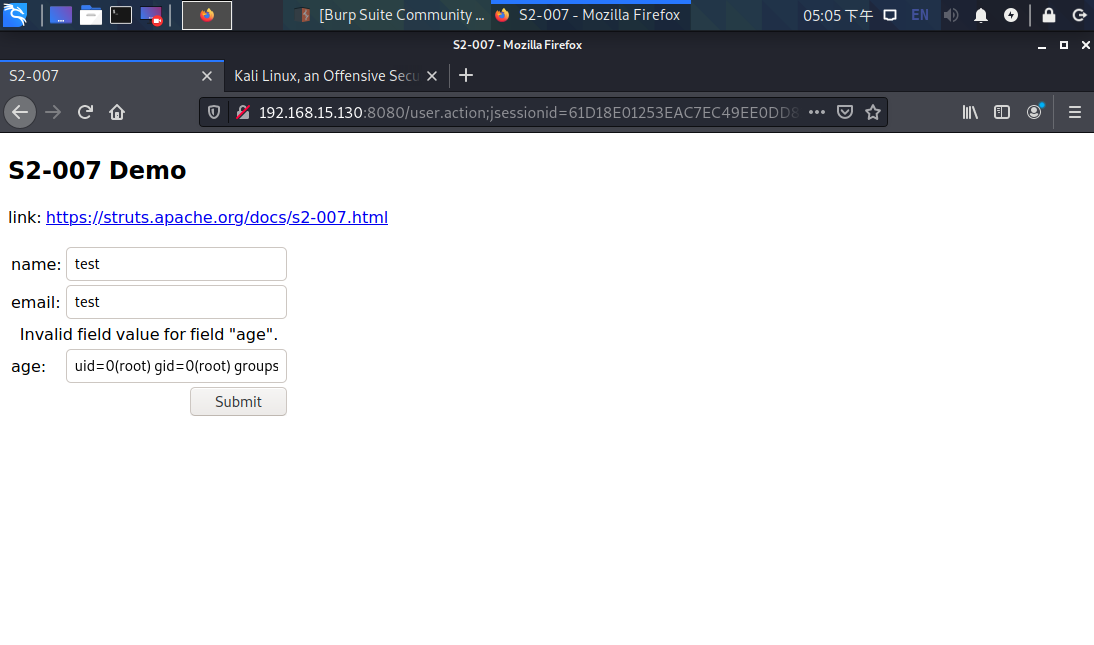 [Burp Suite Community ...
S2-007 - Mozilla Firefox
05:05 下午
EN
S2-007 - Mozilla Firefox
S2-007
Kali Linux, an Offensive Secu
192.168.15.130:8080/user.action;jsessionid=61D18E01253EAC7EC49EE0DD8
S2-007 Demo
link: https://struts.apache.org/docs/s2-007.html
name: test
email: test
Invalid field value for field "age".
age: uid=0(root) gid=0(root) groups
Submit